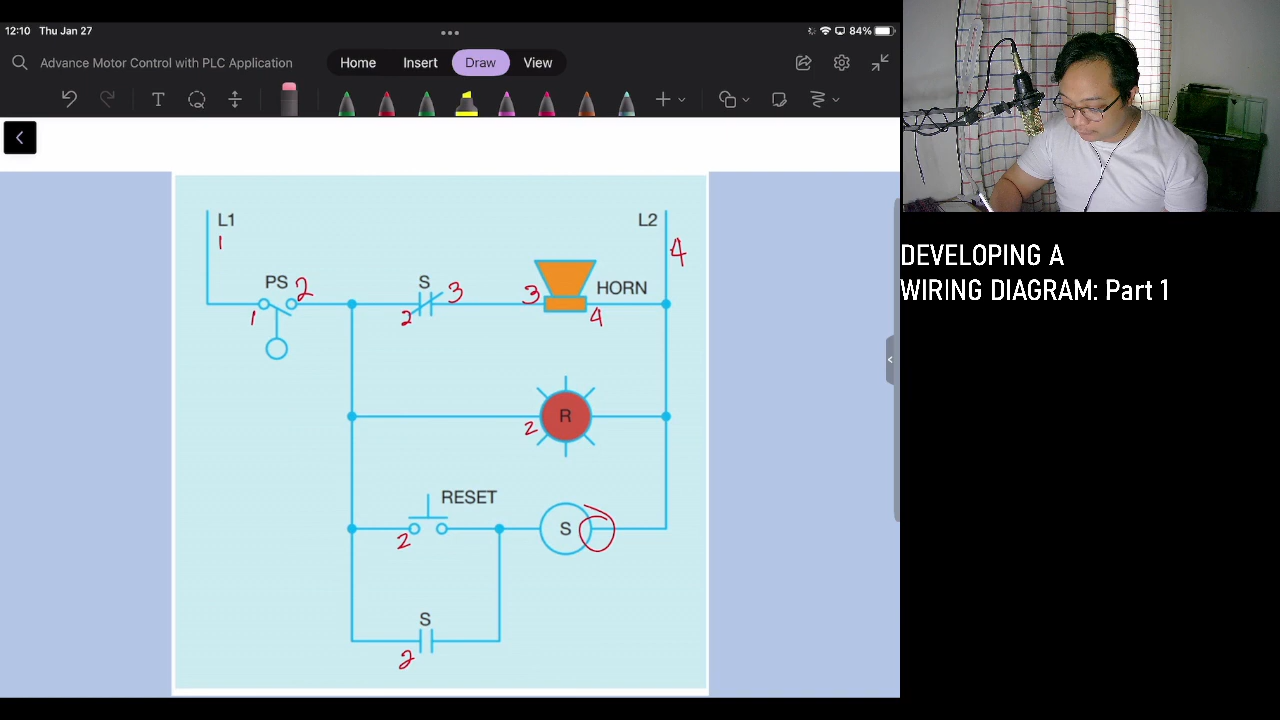 12:10 Thu Jan 27
84%
Advance Motor Control with PLC Application
Home Insert Draw View
L1
1
L2
4
PS
2
1
S
3
2
3
HORN
4
R
2
RESET
2
S
S
2
DEVELOPING A
WIRING DIAGRAM: Part 1